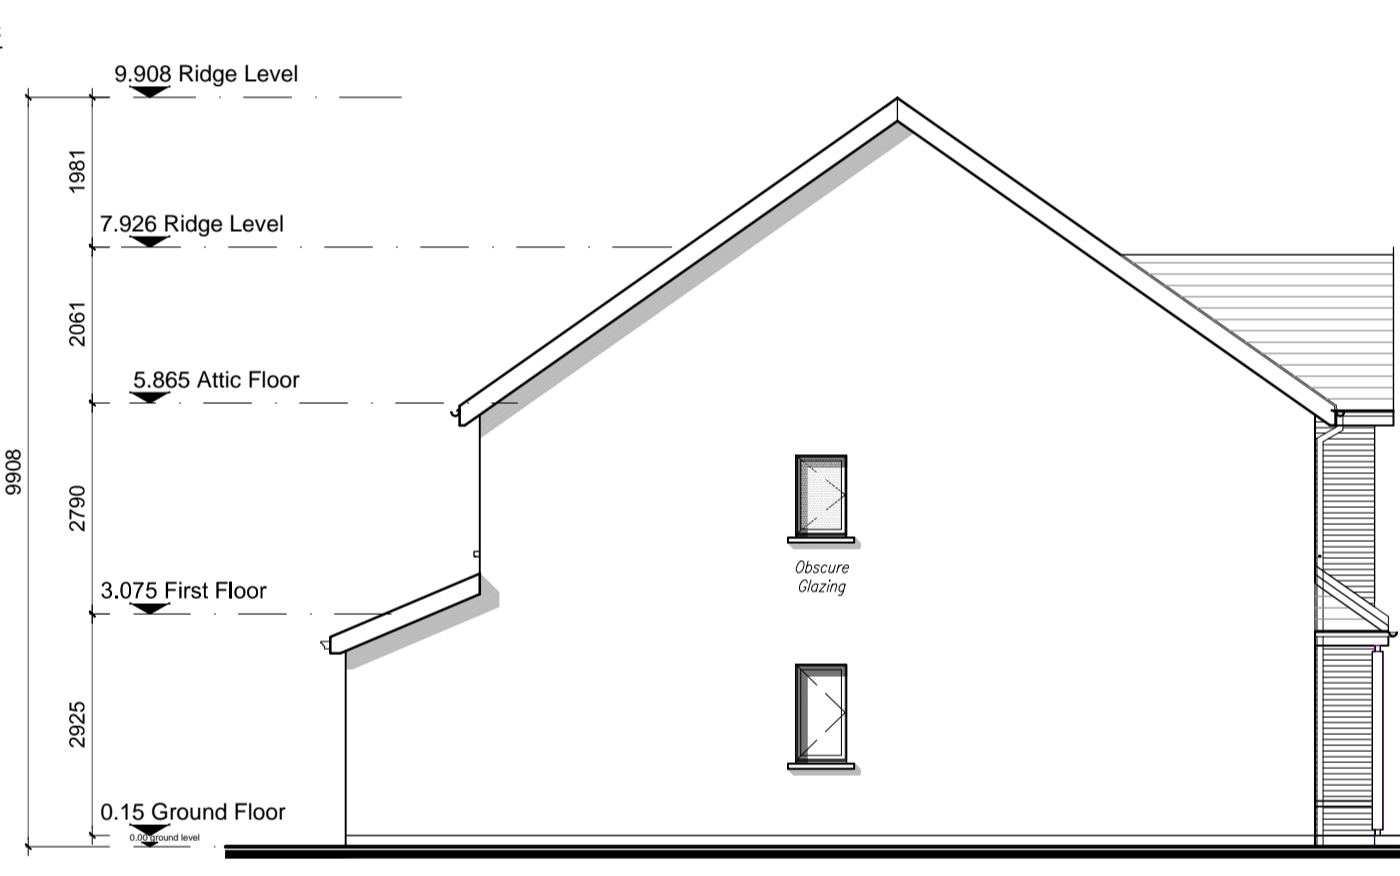 9.908 Ridge Level
1981
7.926 Ridge Level
2061
5.865 Attic Floor
9908
2790
Obscure
Glazing
3.075 First Floor
2925
0.15 Ground Floor
0.00 ground level